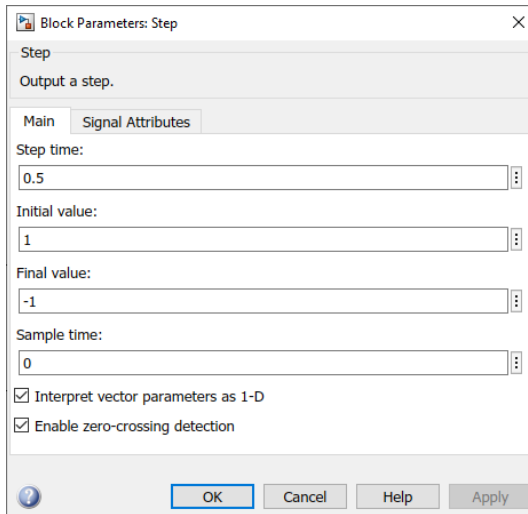 Block Parameters: Step
Step
Output a step.
Main Signal Attributes
Step time:
0.5
Initial value:
1
Final value:
-1
Sample time:
0
Interpret vector parameters as 1-D
Enable zero-crossing detection
OK Cancel Help Apply